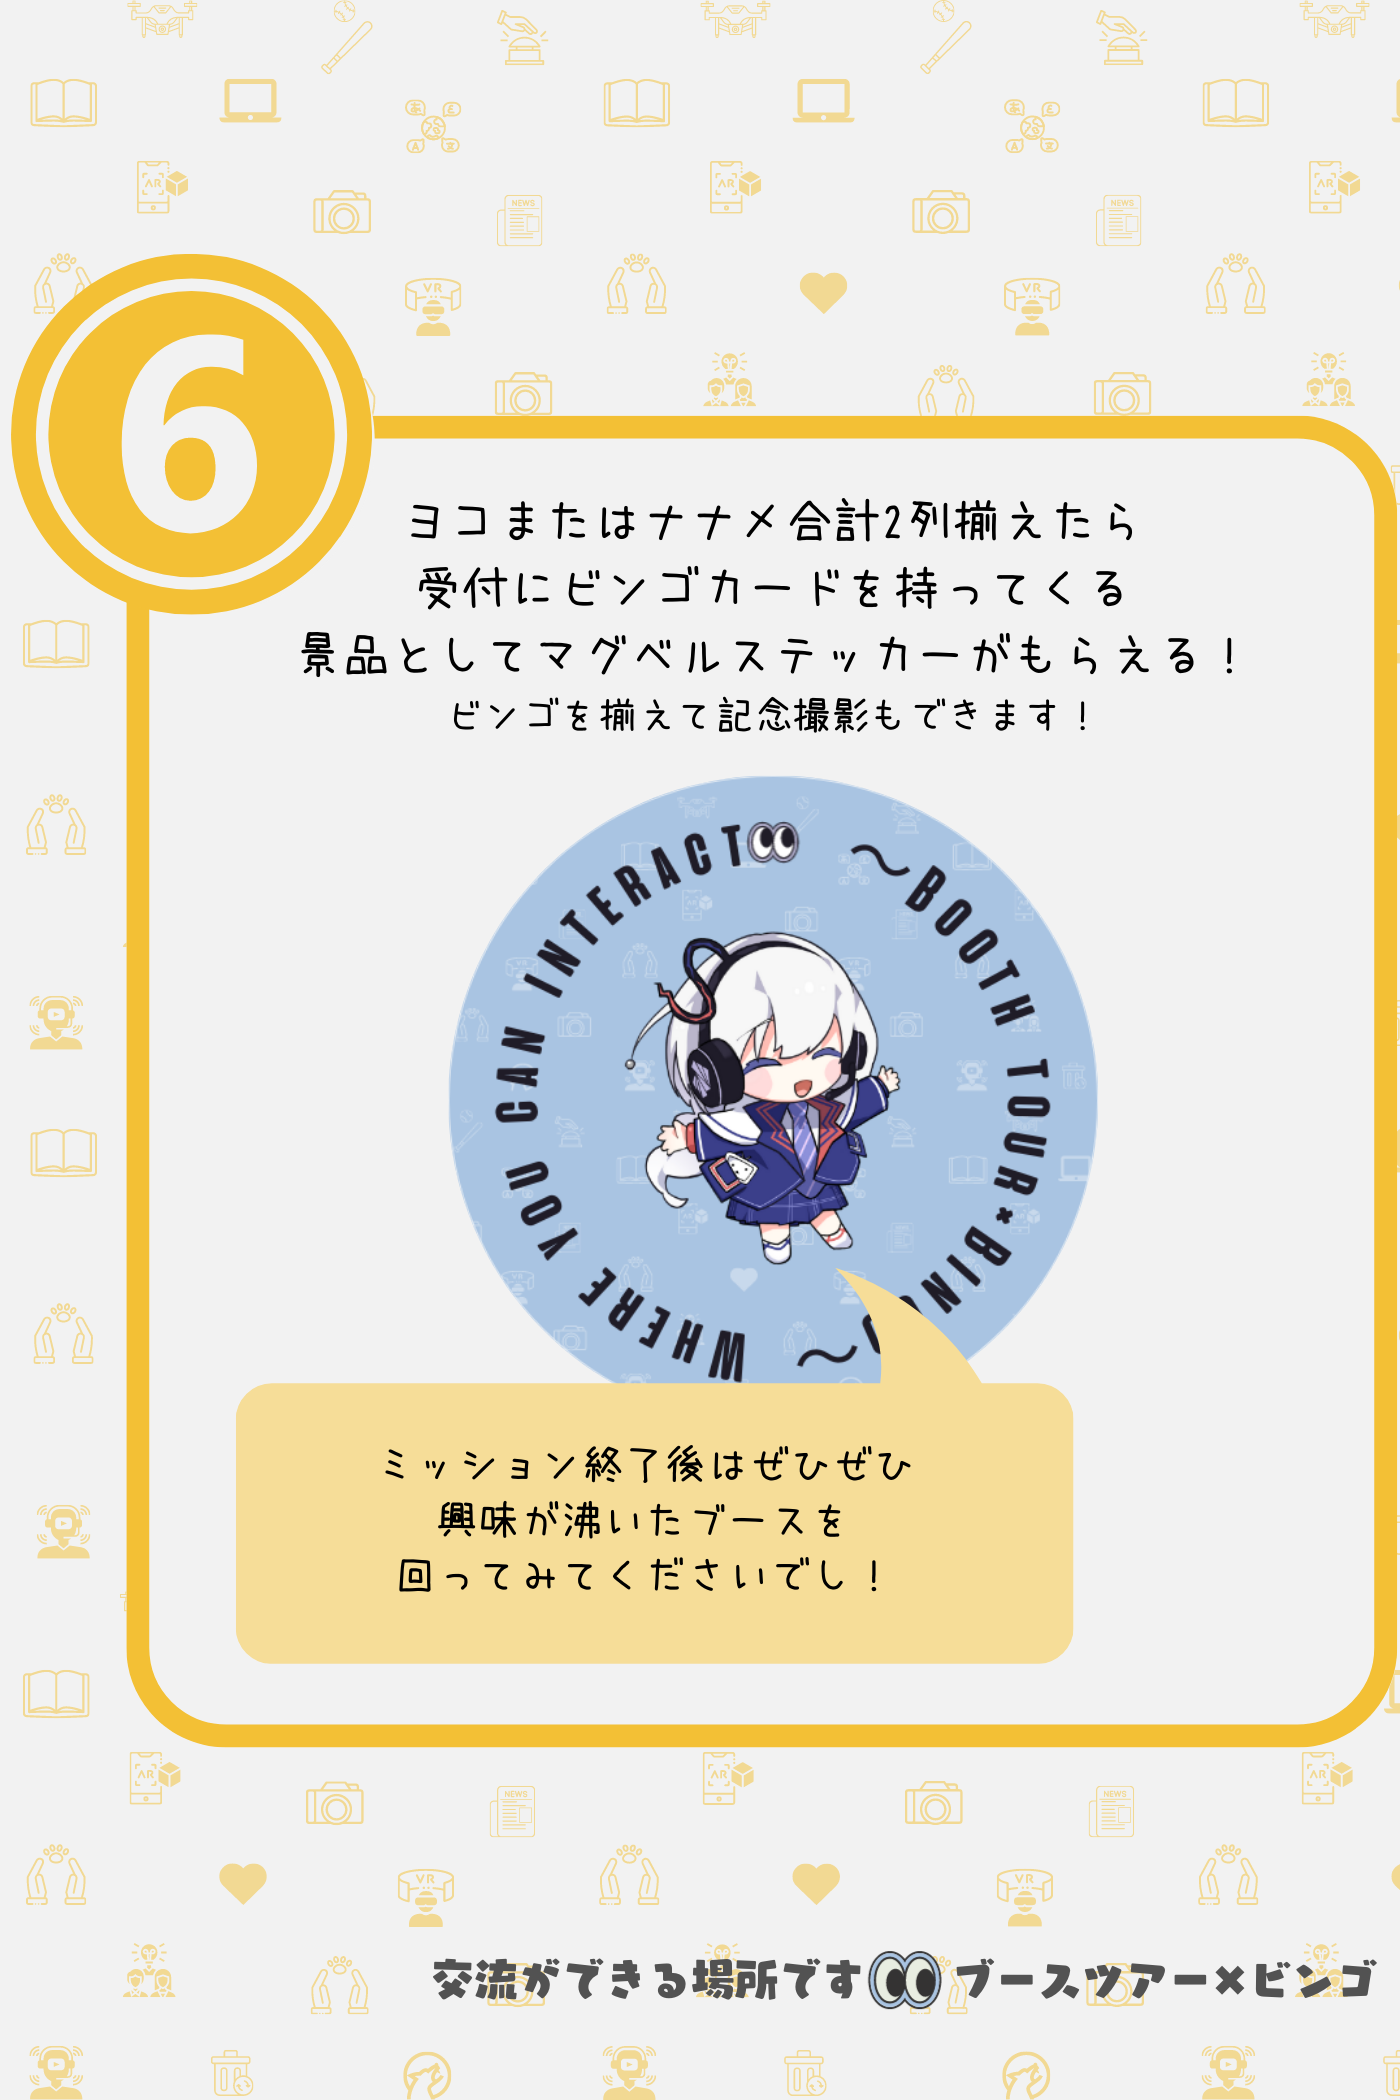 6
ヨコまたはナナメ合計2列揃えたら
受付にビンゴカードを持ってくる
景品としてマグベルステッカーがもらえる！
ビンゴを揃えて記念撮影もできます！
WHERE YOU CAN INTERACT👀 ～BOOTH TOUR×BINGO～
ミッション終了後はぜひぜひ
興味が沸いたブースを
回ってみてくださいでし！
交流ができる場所です👀ブースツアー×ビンゴ